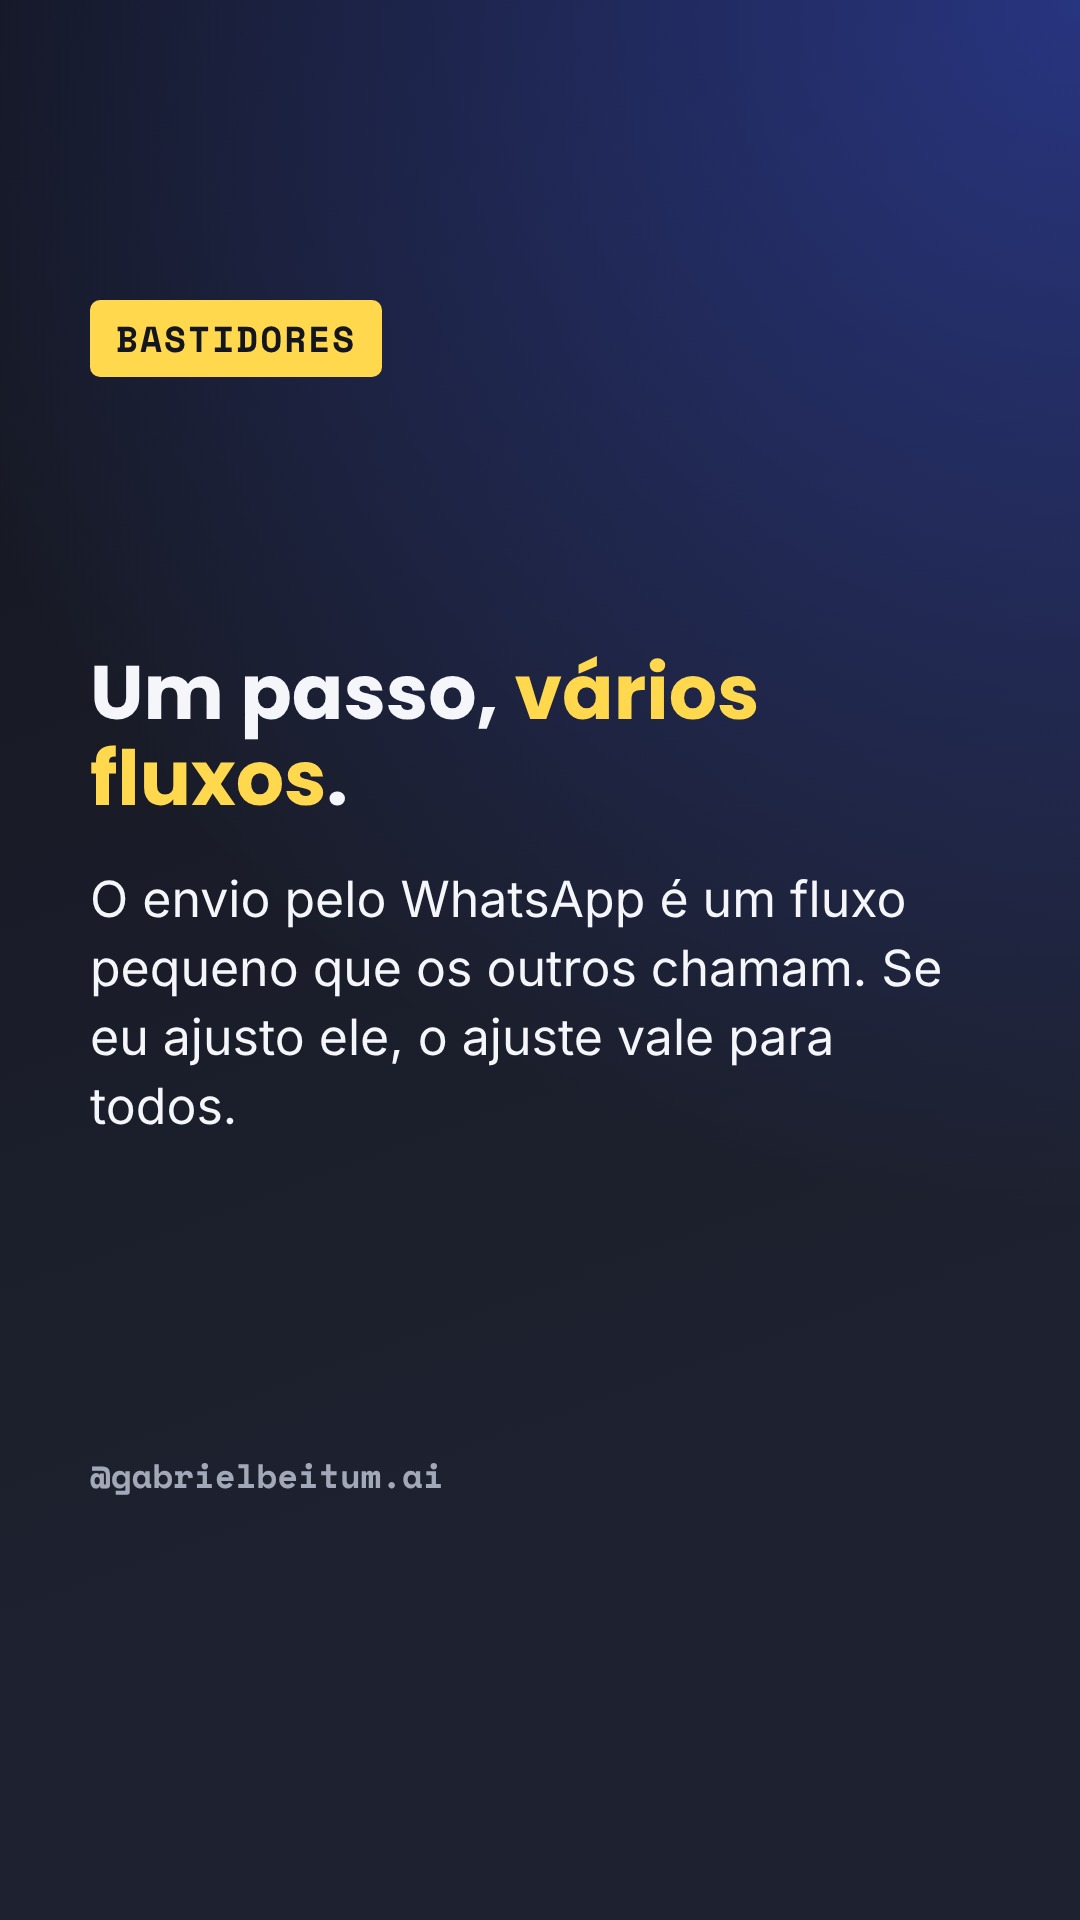 BASTIDORES
Um passo, vários
fluxos.
O envio pelo WhatsApp é um fluxo
pequeno que os outros chamam. Se
eu ajusto ele, o ajuste vale para
todos.
@gabrielbeitum.ai